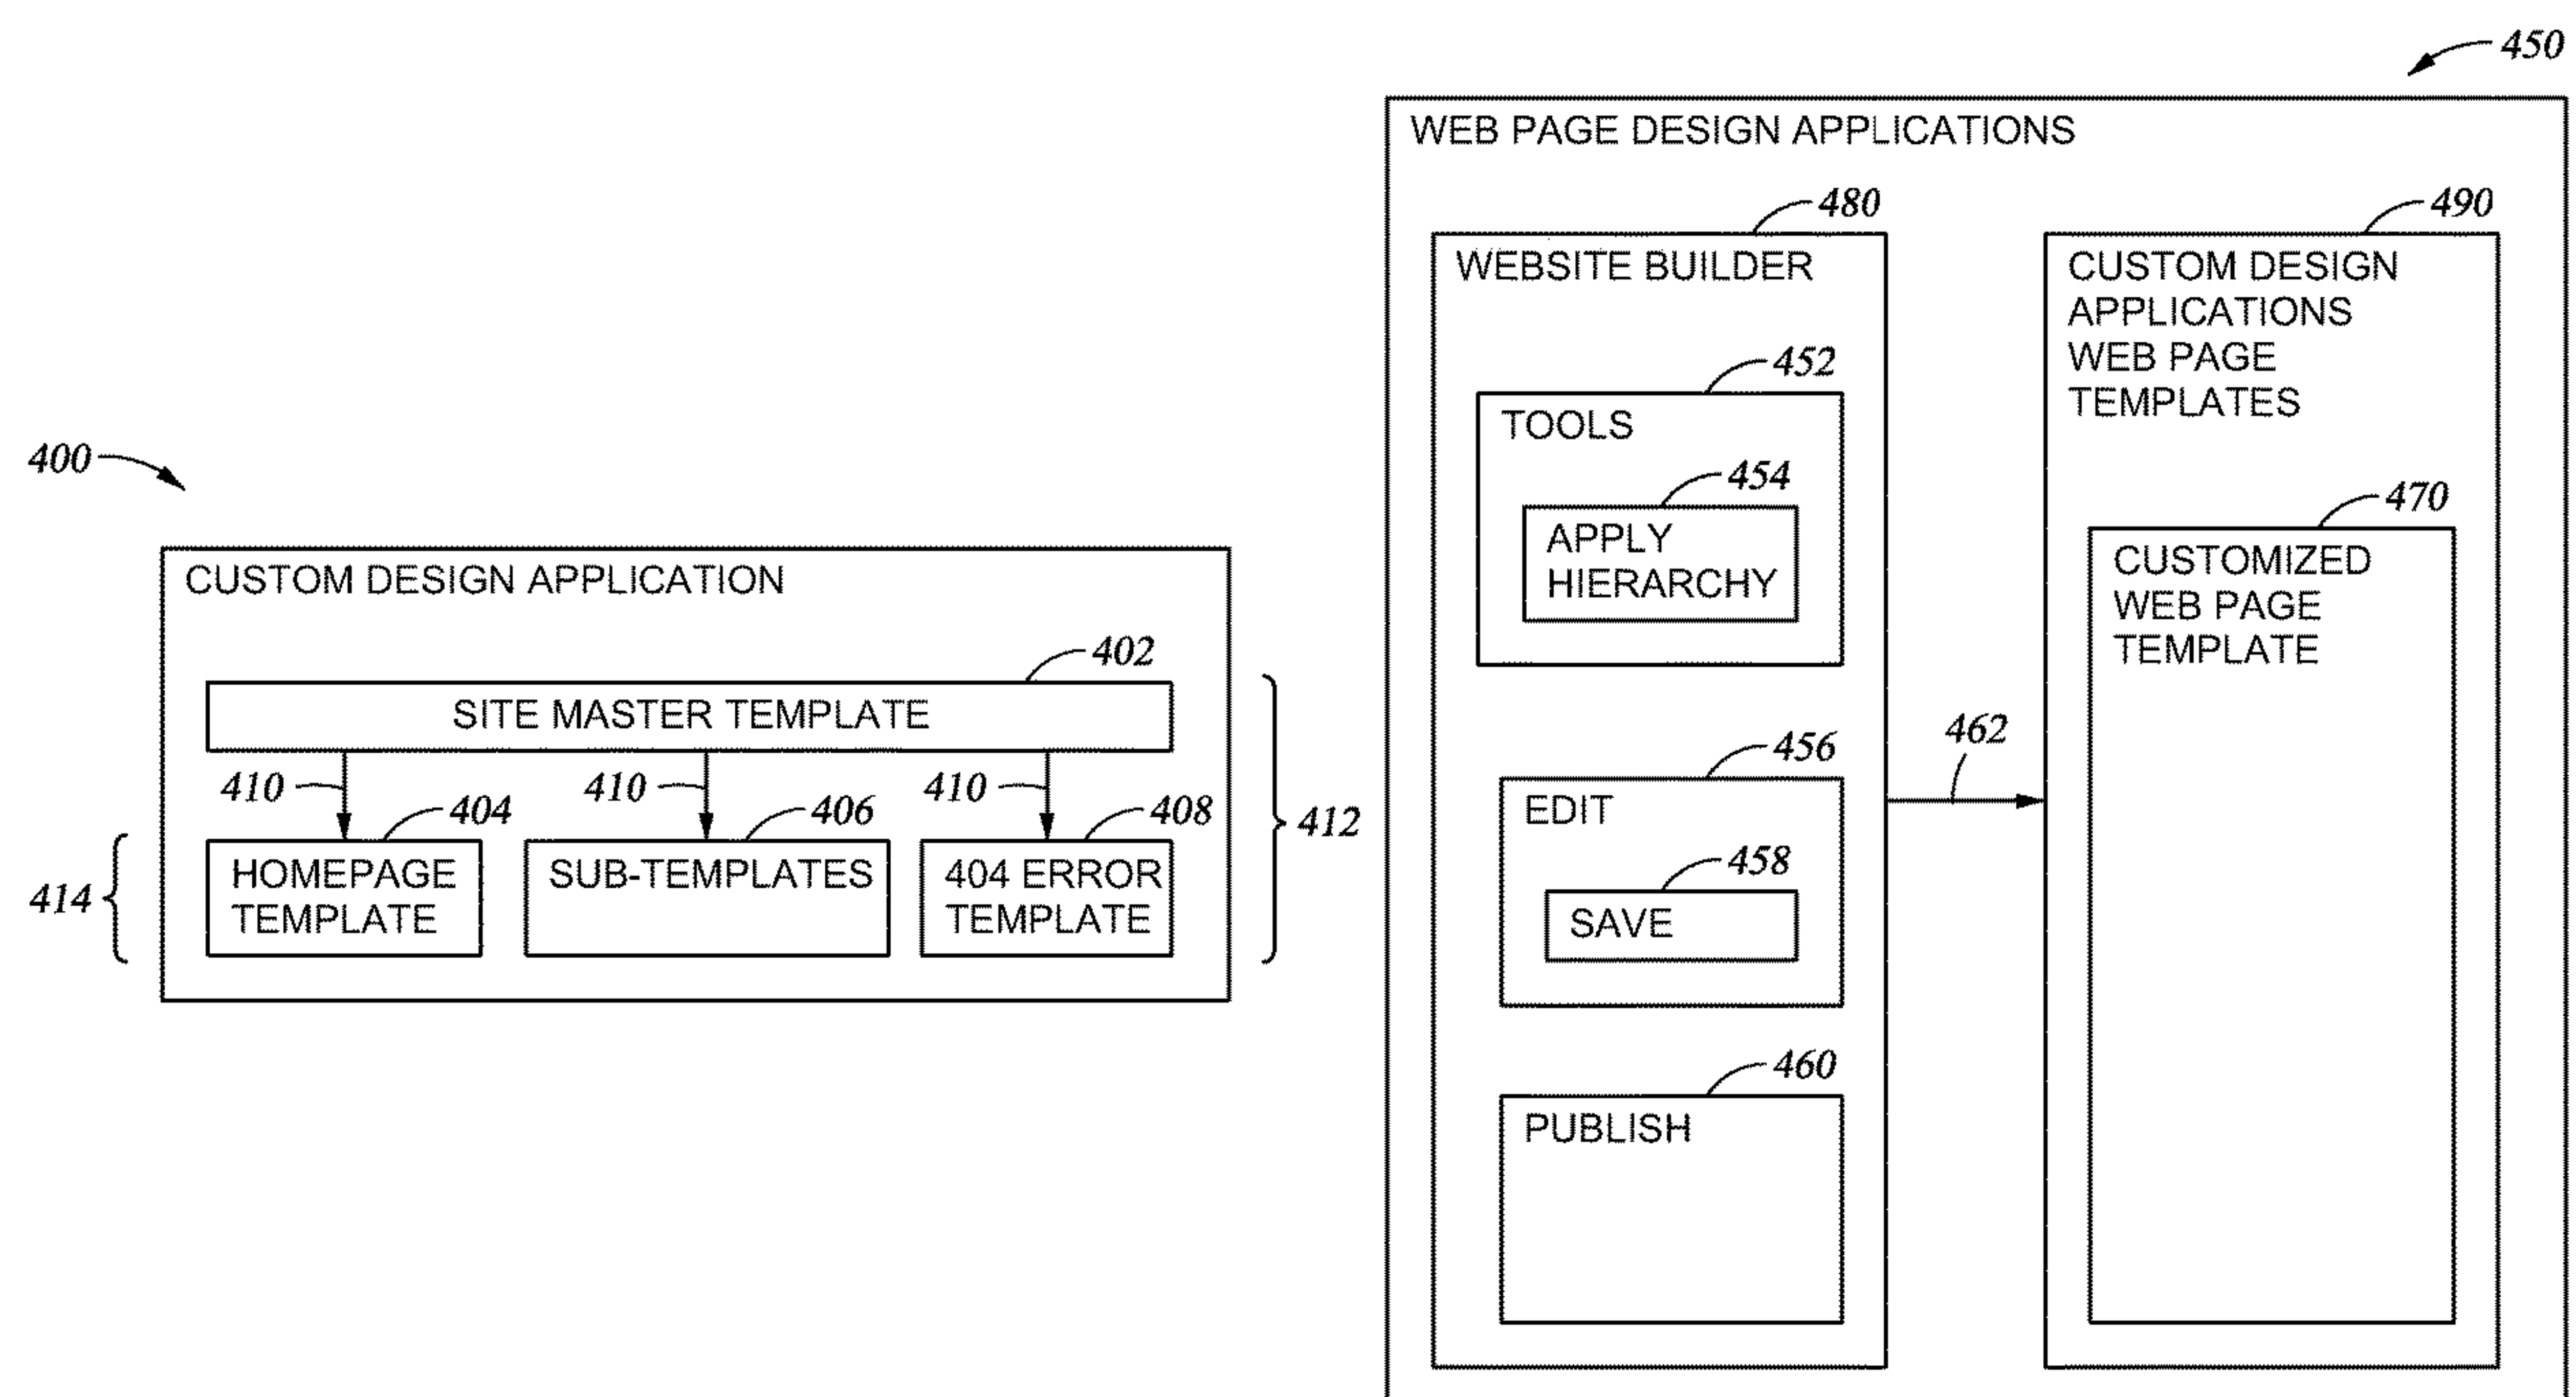 450
WEB PAGE DESIGN APPLICATIONS
480
490
WEBSITE BUILDER
CUSTOM DESIGN
APPLICATIONS
WEB PAGE
TEMPLATES
452
TOOLS
454
APPLY
HIERARCHY
470
CUSTOMIZED
WEB PAGE
TEMPLATE
456
EDIT
458
SAVE
462
460
PUBLISH
400
CUSTOM DESIGN APPLICATION
402
SITE MASTER TEMPLATE
410
410
410
404
406
408
412
414
HOMEPAGE
TEMPLATE
SUB-TEMPLATES
404 ERROR
TEMPLATE